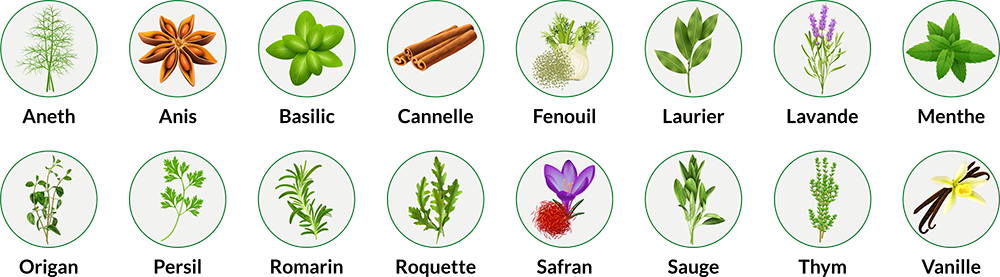 Aneth Anis Basilic Cannelle Fenouil Laurier Lavande Menthe
Origan Persil Romarin Roquette Safran Sauge Thym Vanille